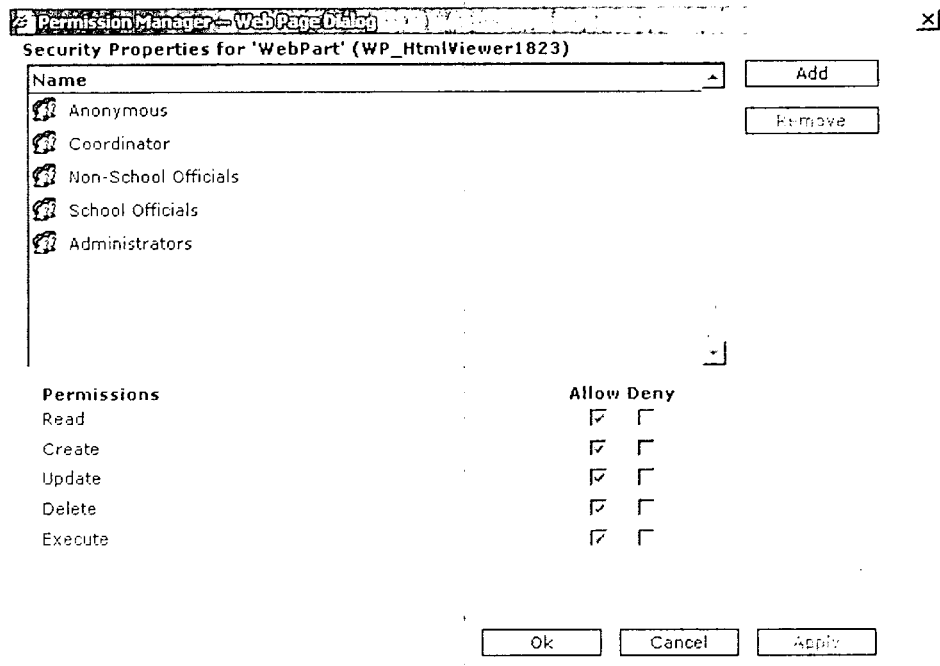 Permission Manager -- Web Page Dialog
Security Properties for 'WebPart' (WP_HtmlViewer1823)
Name
Add
Anonymous
Remove
Coordinator
Non-School Officials
School Officials
Administrators
Permissions Allow Deny
Read
Create
Update
Delete
Execute
Ok Cancel Apply